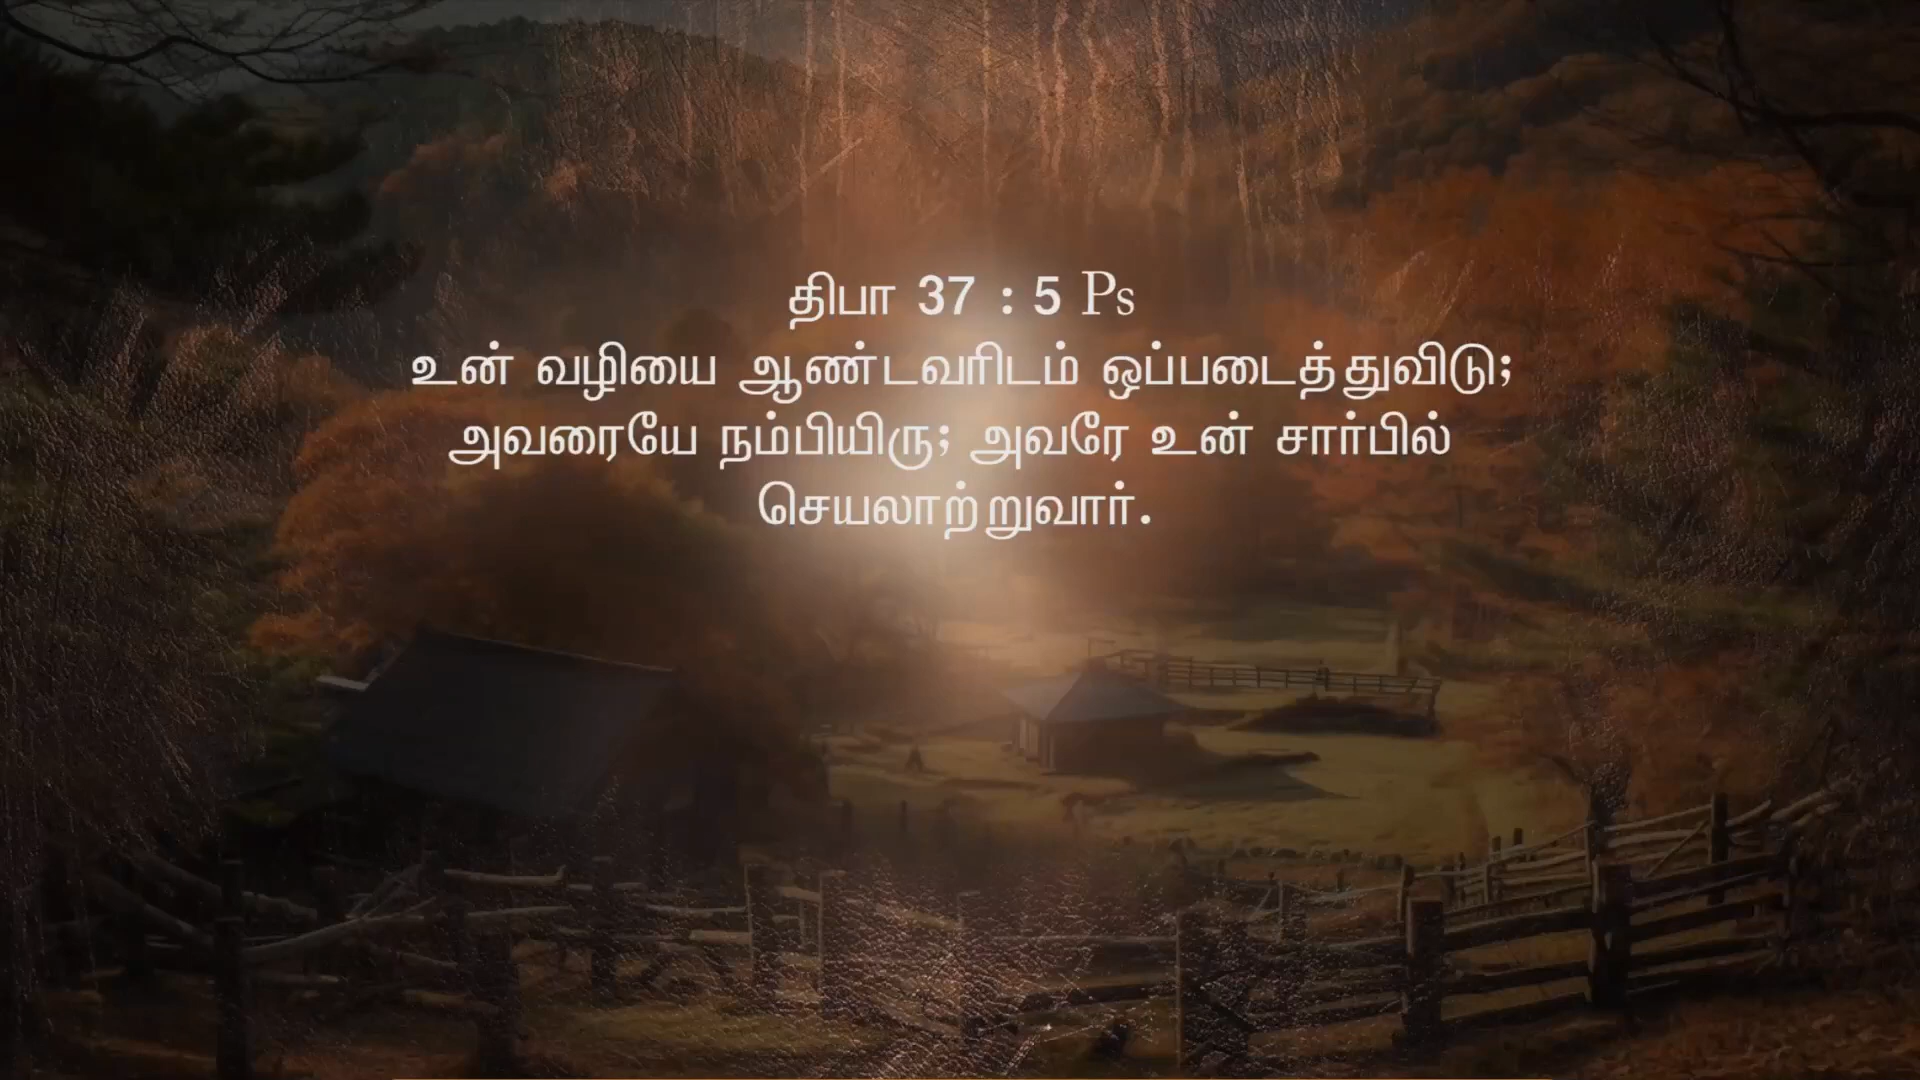 திபா 37 : 5 Ps
உன் வழியை ஆண்டவரிடம் ஒப்படைத்துவிடு;
அவரையே நம்பியிரு; அவரே உன் சார்பில்
செயலாற்றுவார்.